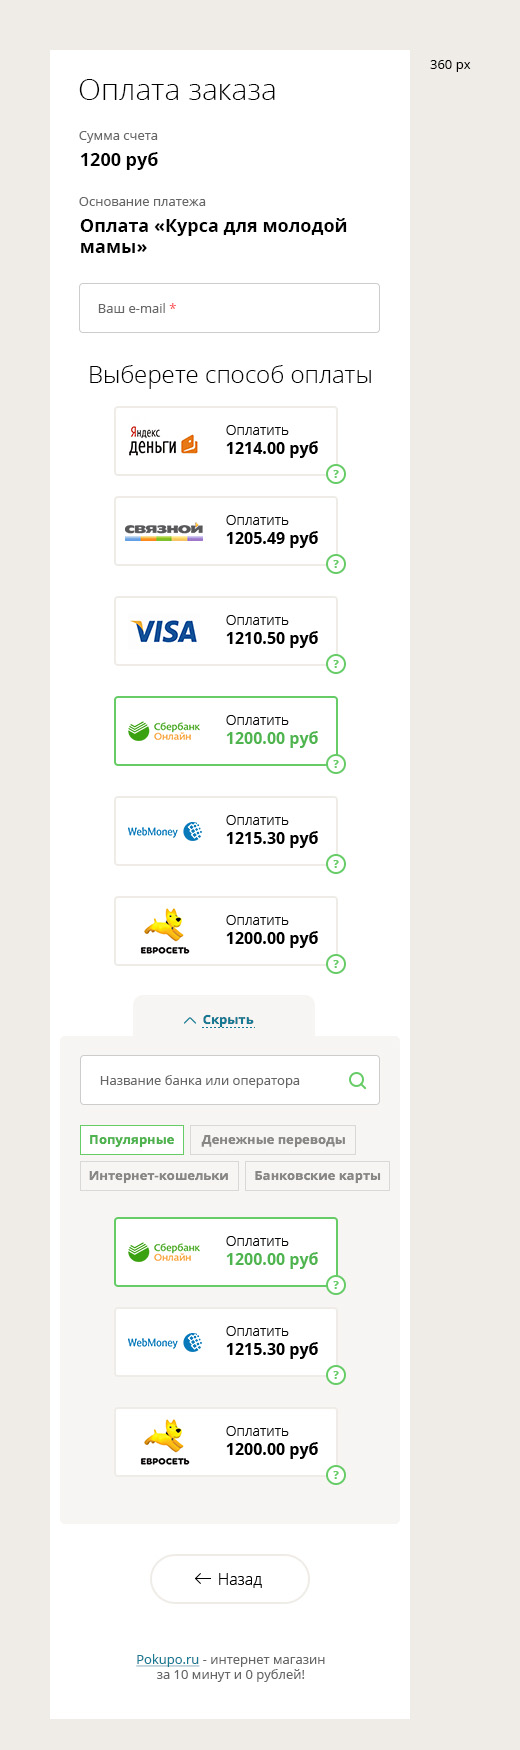 360 px
Оплата заказа
Сумма счета
1200 руб
Основание платежа
Оплата «Курса для молодой
мамы»
Ваш e-mail *
Выберете способ оплаты
Яндекс
деньги
Оплатить
1214.00 руб
?
связной
Оплатить
1205.49 руб
?
VISA
Оплатить
1210.50 руб
?
Сбербанк
Онлайн
Оплатить
1200.00 руб
?
WebMoney
Оплатить
1215.30 руб
?
ЕВРОСЕТЬ
Оплатить
1200.00 руб
?
Скрыть
Название банка или оператора
Популярные Денежные переводы
Интернет-кошельки Банковские карты
Сбербанк
Онлайн
Оплатить
1200.00 руб
?
WebMoney
Оплатить
1215.30 руб
?
ЕВРОСЕТЬ
Оплатить
1200.00 руб
?
Назад
Pokupo.ru - интернет магазин
за 10 минут и 0 рублей!